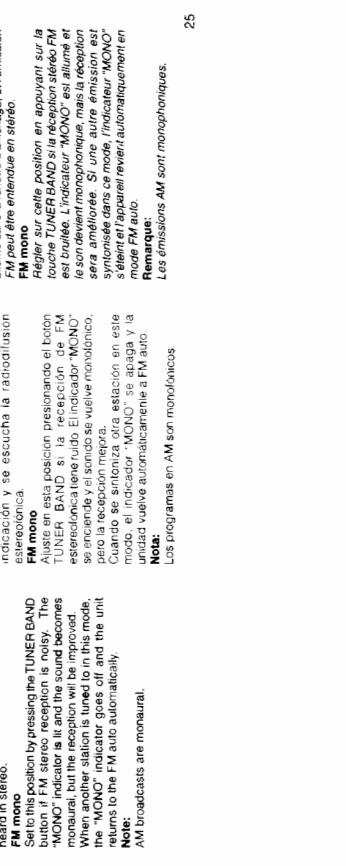 heard in stereo.
FM mono
Set to this position by pressing the TUNER BAND
button if FM stereo reception is noisy. The
"MONO" indicator is lit and the sound becomes
monaural, but the reception will be improved.
When another station is tuned to in this mode,
the "MONO" indicator goes off and the unit
returns to the FM auto automatically.
Note:
AM broadcasts are monaural.
indicación y se escucha la radiodifusión
estereofónica.
FM mono
Ajuste en esta posición presionando el botón
TUNER BAND si la recepción de FM
estereofónica tiene ruido. El indicador "MONO"
se enciende y el sonido se vuelve monofónico,
pero la recepción mejora.
Cuando se sintoniza otra estación en este
modo, el indicador "MONO" se apaga y la
unidad vuelve automáticamente a FM auto.
Nota:
Los programas en AM son monofónicos.
FM peut être entendue en stéréo.
FM mono
Régler sur cette position en appuyant sur la
touche TUNER BAND si la réception stéréo FM
est bruitée. L'indicateur "MONO" est allumé et
le son devient monophonique, mais la réception
sera améliorée. Si une autre émission est
syntonisée dans ce mode, l'indicateur "MONO"
s'éteint et l'appareil revient automatiquement en
mode FM auto.
Remarque:
Les émissions AM sont monophoniques.
25